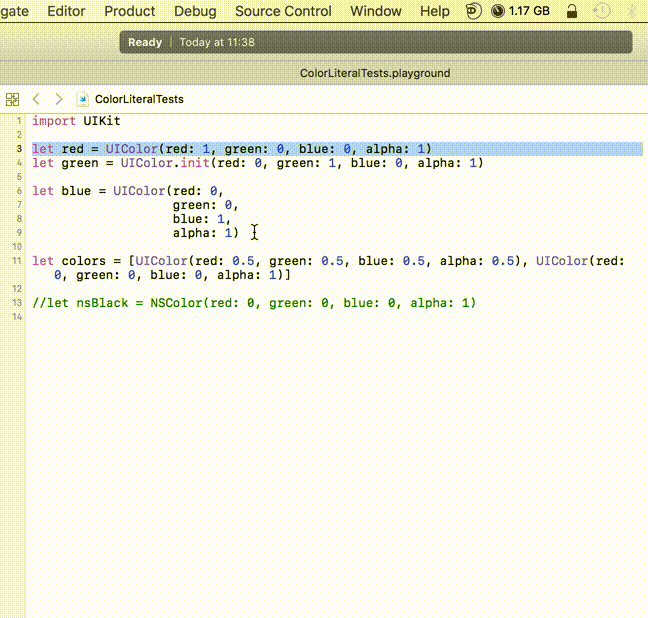 gate Editor Product Debug Source Control Window Help 1.17 GB
Ready | Today at 11:38
ColorLiteralTests.playground
ColorLiteralTests
1 import UIKit
2
3 let red = UIColor(red: 1, green: 0, blue: 0, alpha: 1)
4 let green = UIColor.init(red: 0, green: 1, blue: 0, alpha: 1)
5
6 let blue = UIColor(red: 0,
7 green: 0,
8 blue: 1,
9 alpha: 1)
10
11 let colors = [UIColor(red: 0.5, green: 0.5, blue: 0.5, alpha: 0.5), UIColor(red:
0, green: 0, blue: 0, alpha: 1)]
12
13 //let nsBlack = NSColor(red: 0, green: 0, blue: 0, alpha: 1)
14